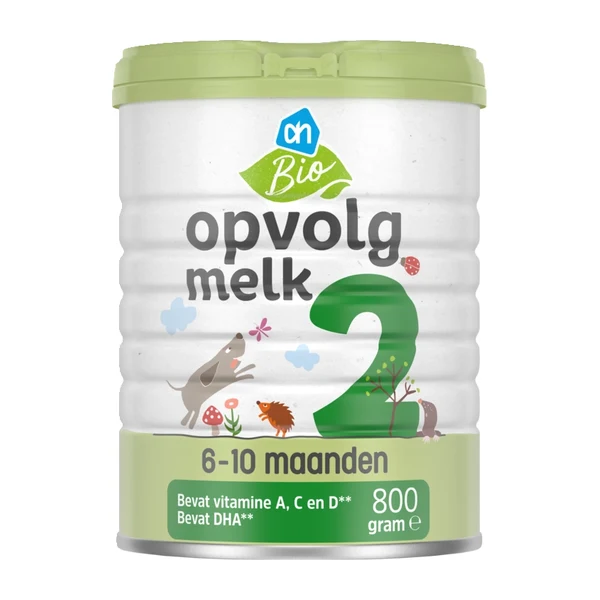 ah
Bio
opvolg
melk
2
6-10 maanden
Bevat vitamine A, C en D**
Bevat DHA**
800
gram ℮